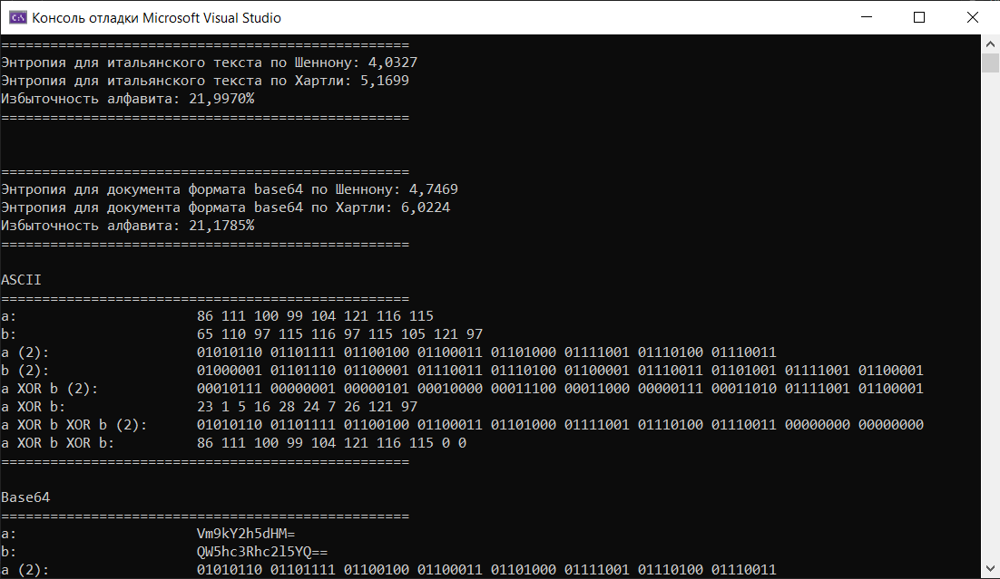 Консоль отладки Microsoft Visual Studio
==================================================
Энтропия для итальянского текста по Шеннону: 4,0327
Энтропия для итальянского текста по Хартли: 5,1699
Избыточность алфавита: 21,9970%
==================================================
==================================================
Энтропия для документа формата base64 по Шеннону: 4,7469
Энтропия для документа формата base64 по Хартли: 6,0224
Избыточность алфавита: 21,1785%
==================================================
ASCII
==================================================
a: 86 111 100 99 104 121 116 115
b: 65 110 97 115 116 97 115 105 121 97
a (2): 01010110 01101111 01100100 01100011 01101000 01111001 01110100 01110011
b (2): 01000001 01101110 01100001 01110011 01110100 01100001 01110011 01101001 01111001 01100001
a XOR b (2): 00010111 00000001 00000101 00010000 00011100 00011000 00000111 00011010 01111001 01100001
a XOR b: 23 1 5 16 28 24 7 26 121 97
a XOR b XOR b (2): 01010110 01101111 01100100 01100011 01101000 01111001 01110100 01110011 00000000 00000000
a XOR b XOR b: 86 111 100 99 104 121 116 115 0 0
==================================================
Base64
==================================================
a: Vm9kY2h5dHM=
b: QW5hc3Rhc2l5YQ==
a (2): 01010110 01101111 01100100 01100011 01101000 01111001 01110100 01110011